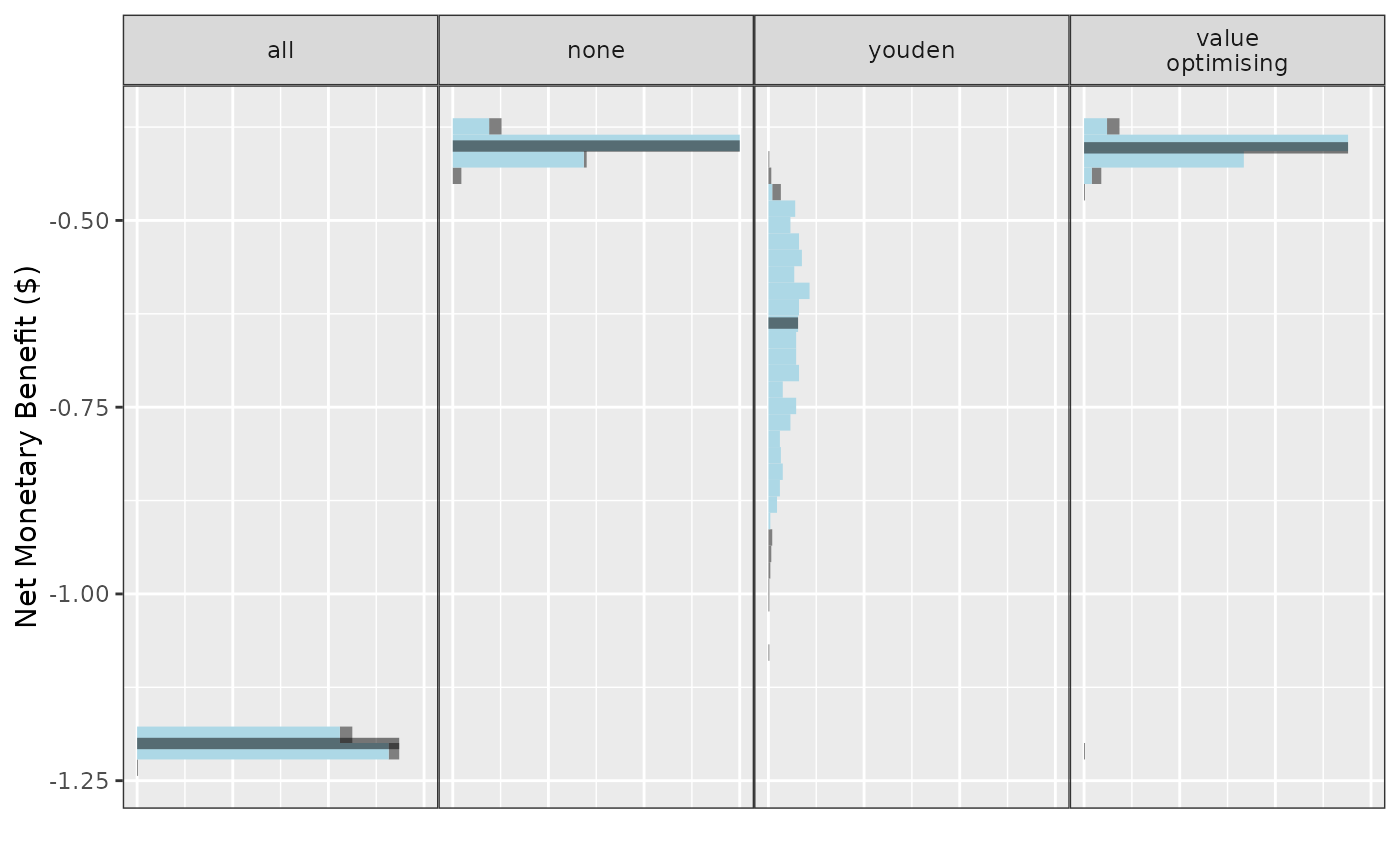 all
none
youden
value
optimising
Net Monetary Benefit ($)
-0.50
-0.75
-1.00
-1.25